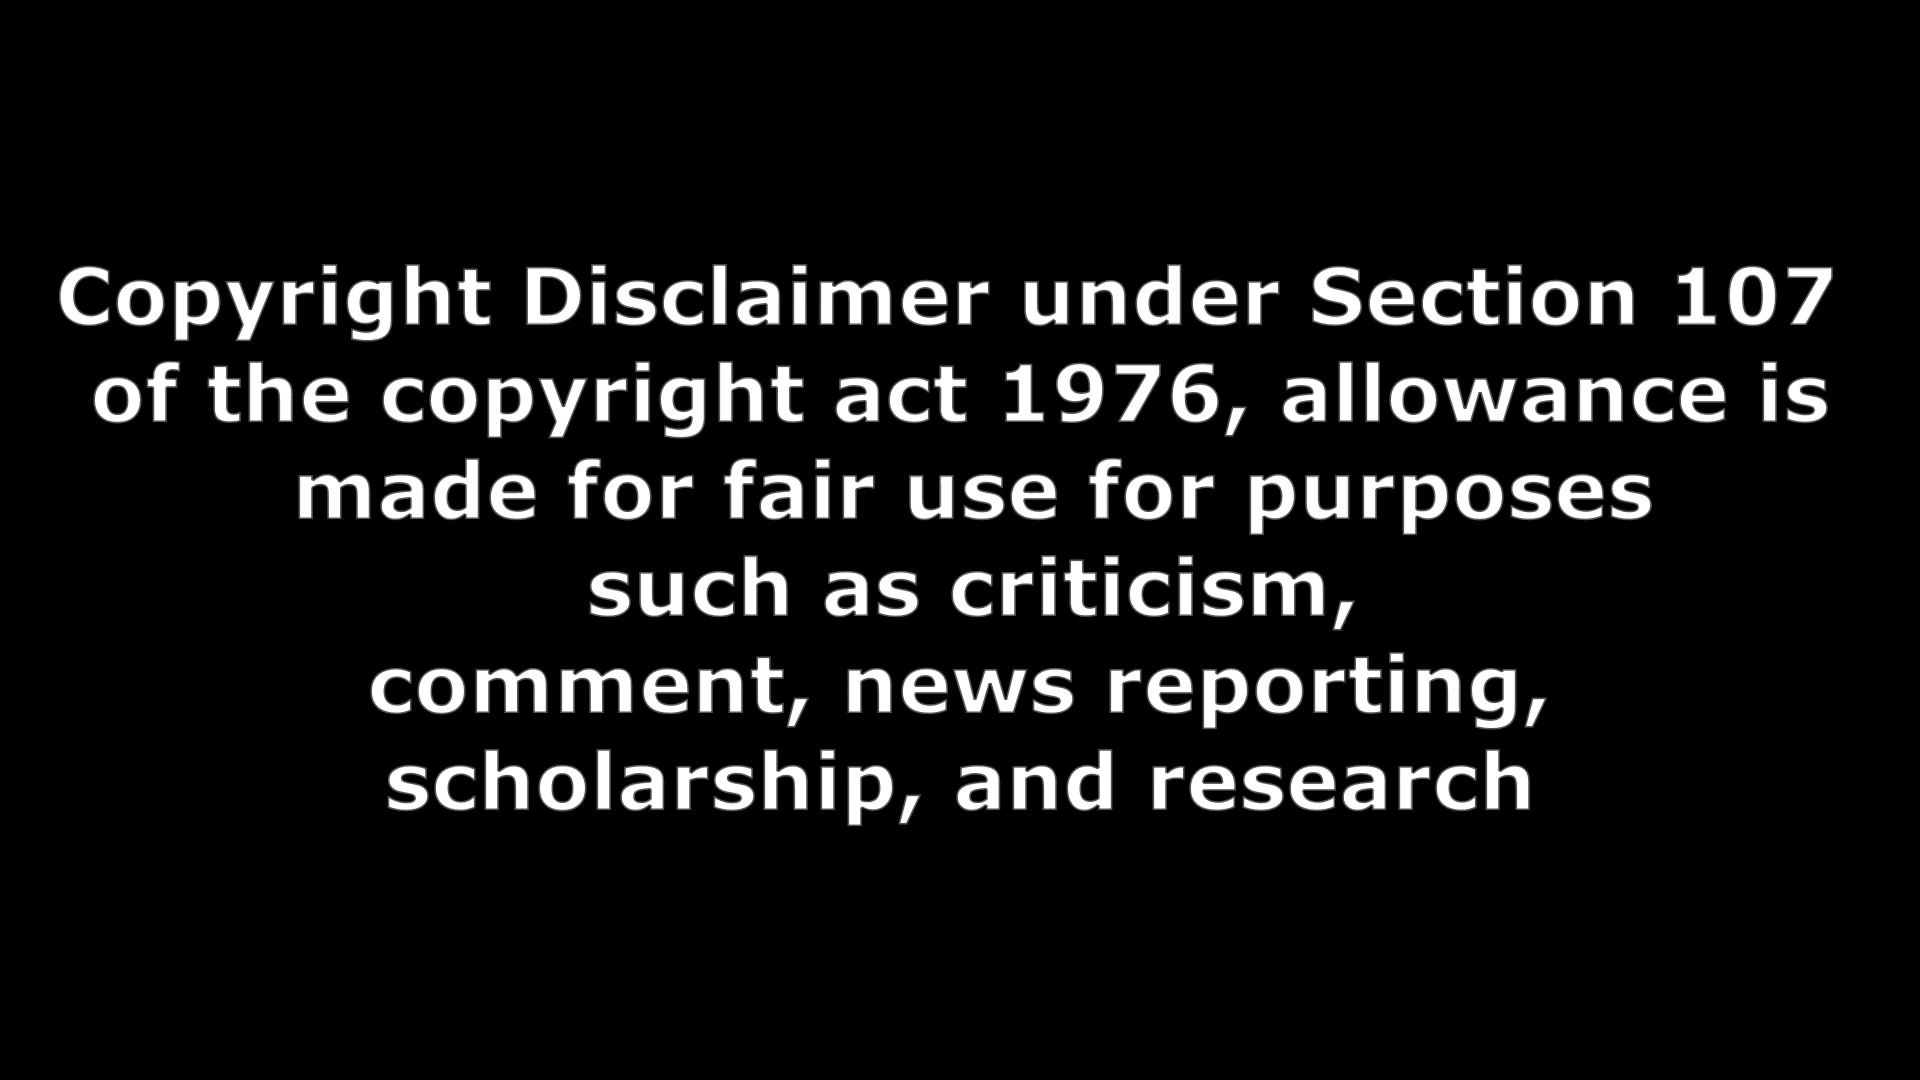 Copyright Disclaimer under Section 107
of the copyright act 1976, allowance is
made for fair use for purposes
such as criticism,
comment, news reporting,
scholarship, and research